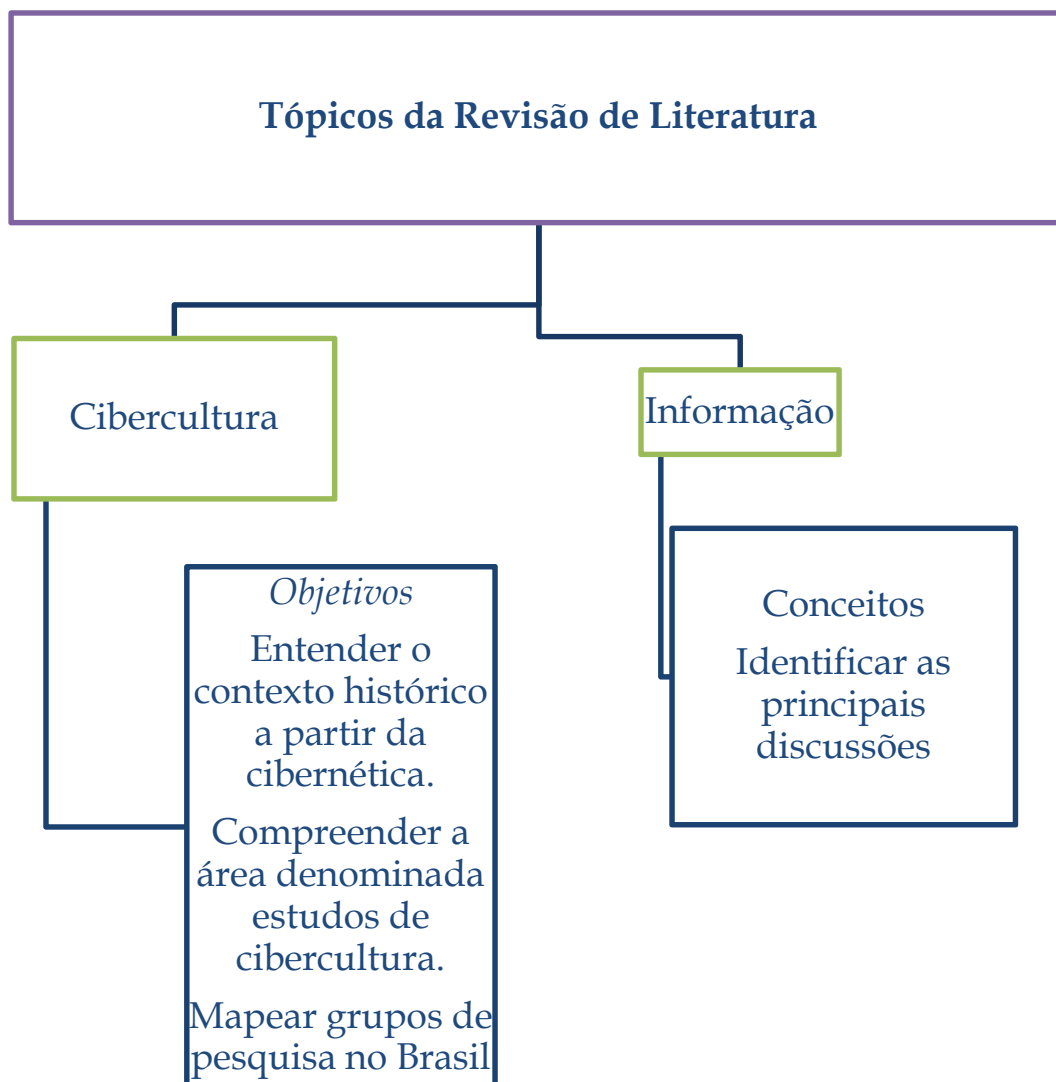 Tópicos da Revisão de Literatura
Cibercultura
Informação
Objetivos
Entender o
contexto histórico
a partir da
cibernética.
Compreender a
área denominada
estudos de
cibercultura.
Mapear grupos de
pesquisa no Brasil
Conceitos
Identificar as
principais
discussões